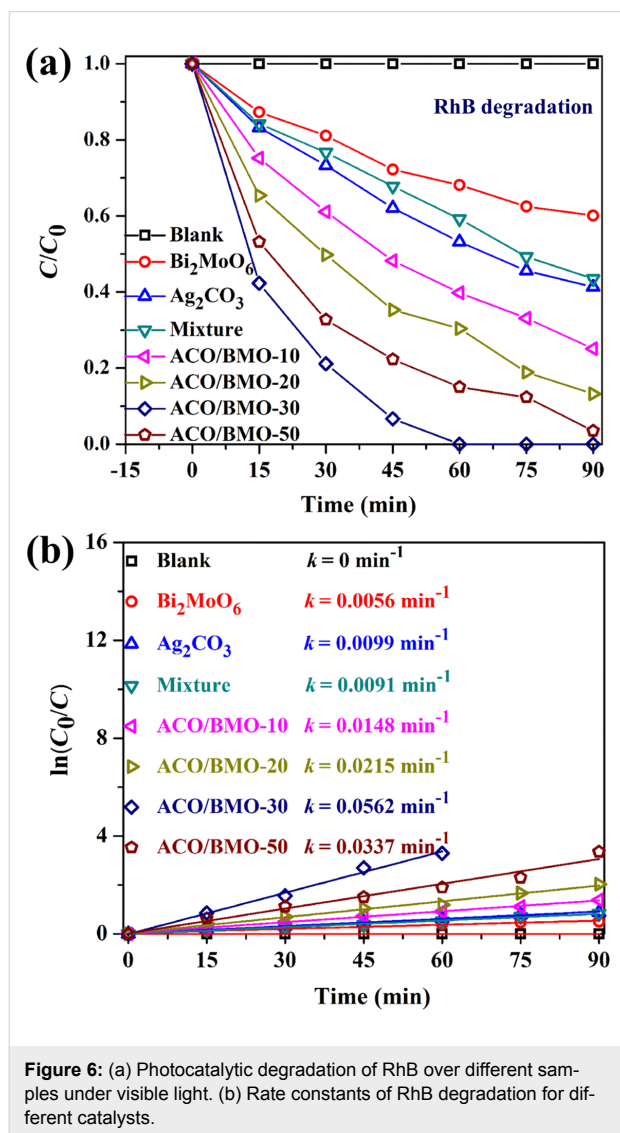 (a)
1.0
0.8
0.6
0.4
0.2
0.0
C/C₀
RhB degradation
Blank
Bi₂MoO₆
Ag₂CO₃
Mixture
ACO/BMO-10
ACO/BMO-20
ACO/BMO-30
ACO/BMO-50
-15 0 15 30 45 60 75 90
Time (min)
(b)
16
12
8
4
0
ln(C₀/C)
Blank k = 0 min⁻¹
Bi₂MoO₆ k = 0.0056 min⁻¹
Ag₂CO₃ k = 0.0099 min⁻¹
Mixture k = 0.0091 min⁻¹
ACO/BMO-10 k = 0.0148 min⁻¹
ACO/BMO-20 k = 0.0215 min⁻¹
ACO/BMO-30 k = 0.0562 min⁻¹
ACO/BMO-50 k = 0.0337 min⁻¹
0 15 30 45 60 75 90
Time (min)
Figure 6: (a) Photocatalytic degradation of RhB over different sam-
ples under visible light. (b) Rate constants of RhB degradation for dif-
ferent catalysts.